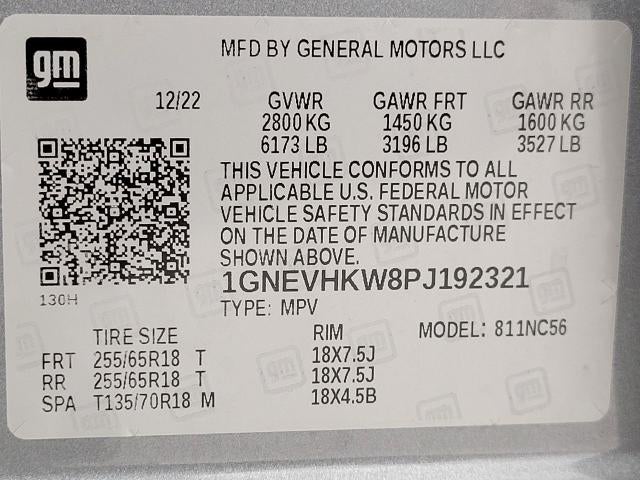 gm
MFD BY GENERAL MOTORS LLC
12/22 GVWR GAWR FRT GAWR RR
2800 KG 1450 KG 1600 KG
6173 LB 3196 LB 3527 LB
THIS VEHICLE CONFORMS TO ALL
APPLICABLE U.S. FEDERAL MOTOR
VEHICLE SAFETY STANDARDS IN EFFECT
ON THE DATE OF MANUFACTURE
SHOWN ABOVE.
1GNEVHKW8PJ192321
130H
TYPE: MPV
TIRE SIZE RIM MODEL: 811NC56
FRT 255/65R18 T 18X7.5J
RR 255/65R18 T 18X7.5J
SPA T135/70R18 M 18X4.5B